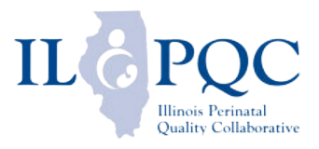 IL PQC
Illinois Perinatal
Quality Collaborative